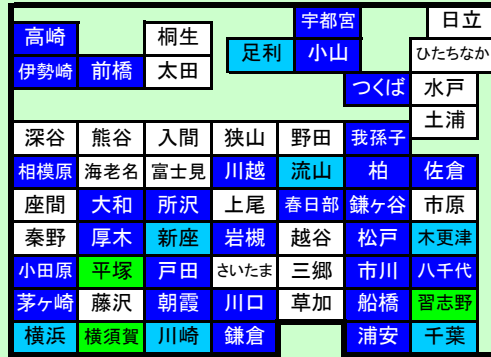 宇都宮 日立
高崎 桐生 足利 小山 ひたちなか
伊勢崎 前橋 太田
つくば 水戸
土浦
深谷 熊谷 入間 狭山 野田 我孫子
相模原 海老名 富士見 川越 流山 柏 佐倉
座間 大和 所沢 上尾 春日部 鎌ヶ谷 市原
秦野 厚木 新座 岩槻 越谷 松戸 木更津
小田原 平塚 戸田 さいたま 三郷 市川 八千代
茅ヶ崎 藤沢 朝霞 川口 草加 船橋 習志野
横浜 横須賀 川崎 鎌倉 浦安 千葉